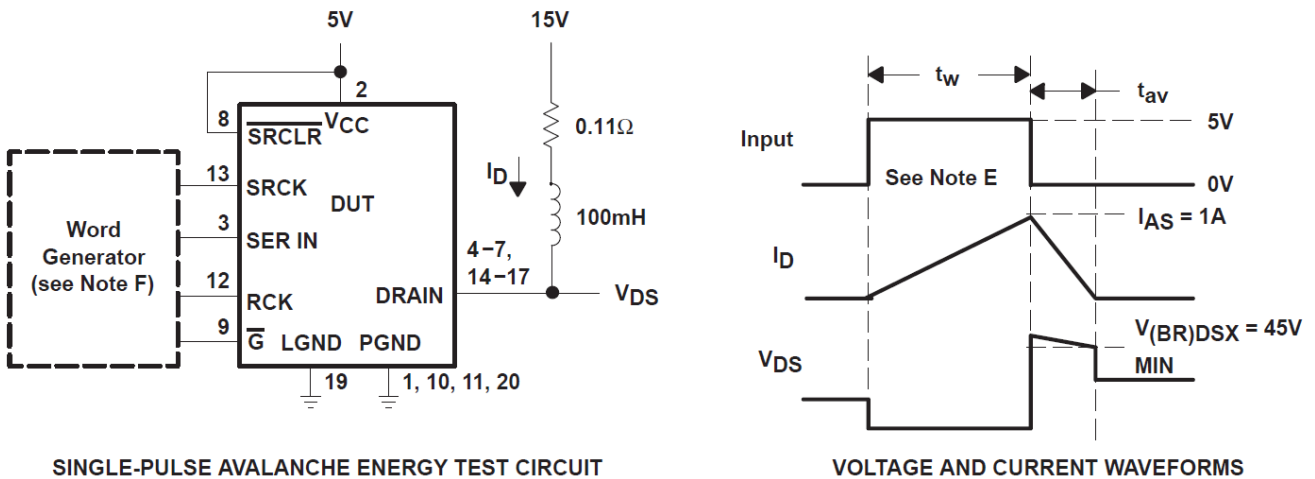 5V
15V
2
8
SRCLR
VCC
0.11Ω
ID
13
SRCK
DUT
100mH
Word
Generator
(see Note F)
3
SER IN
4−7,
14−17
12
RCK
DRAIN
VDS
9
G
LGND
PGND
19
1, 10, 11, 20
SINGLE-PULSE AVALANCHE ENERGY TEST CIRCUIT
tw
tav
Input
5V
See Note E
0V
IAS = 1A
ID
V(BR)DSX = 45V
MIN
VDS
VOLTAGE AND CURRENT WAVEFORMS